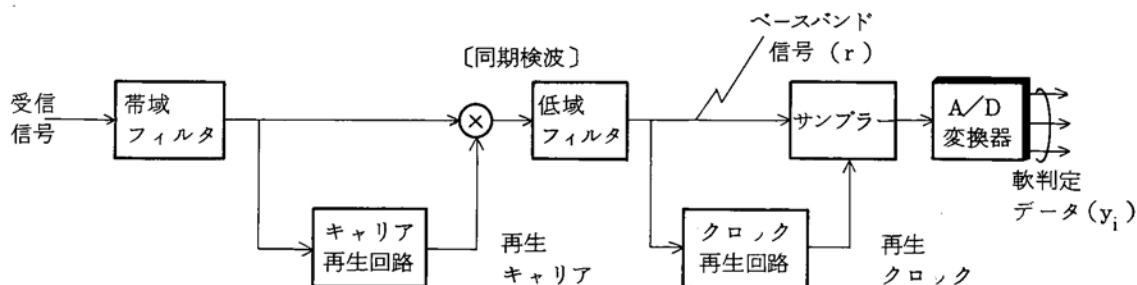 ベースバンド
信号 (r)
〔同期検波〕
受信
信号
帯域
フィルタ
×
低域
フィルタ
サンプラ
A/D
変換器
軟判定
データ(yi)
キャリア
再生回路
再生
キャリア
クロック
再生回路
再生
クロック